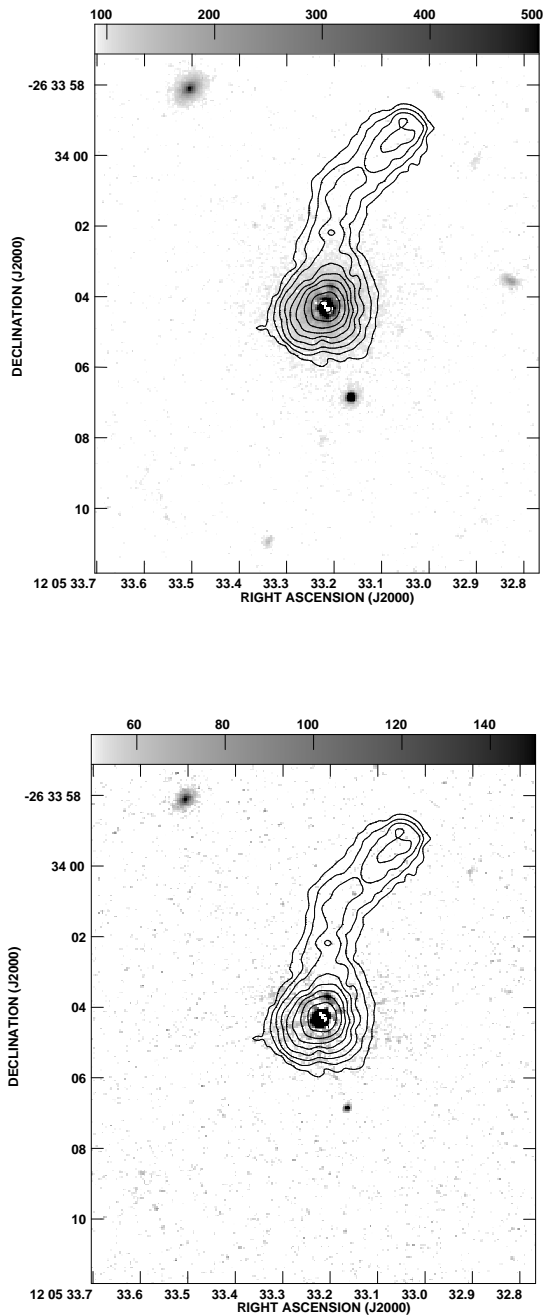 100 200 300 400 500
-26 33 58
34 00
02
04
06
08
10
DECLINATION (J2000)
12 05 33.7 33.6 33.5 33.4 33.3 33.2 33.1 33.0 32.9 32.8
RIGHT ASCENSION (J2000)
60 80 100 120 140
-26 33 58
34 00
02
04
06
08
10
DECLINATION (J2000)
12 05 33.7 33.6 33.5 33.4 33.3 33.2 33.1 33.0 32.9 32.8
RIGHT ASCENSION (J2000)